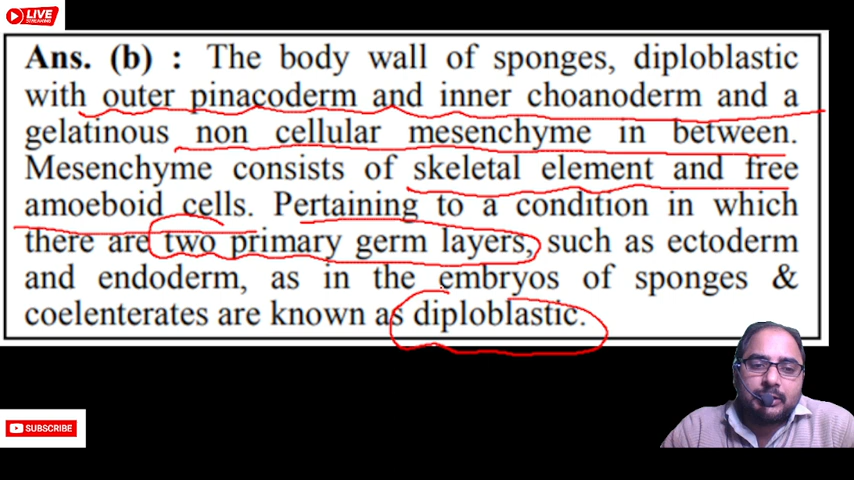 LIVE
STREAMING
Ans. (b) : The body wall of sponges, diploblastic
with outer pinacoderm and inner choanoderm and a
gelatinous non cellular mesenchyme in between.
Mesenchyme consists of skeletal element and free
amoeboid cells. Pertaining to a condition in which
there are two primary germ layers, such as ectoderm
and endoderm, as in the embryos of sponges &
coelenterates are known as diploblastic.
SUBSCRIBE